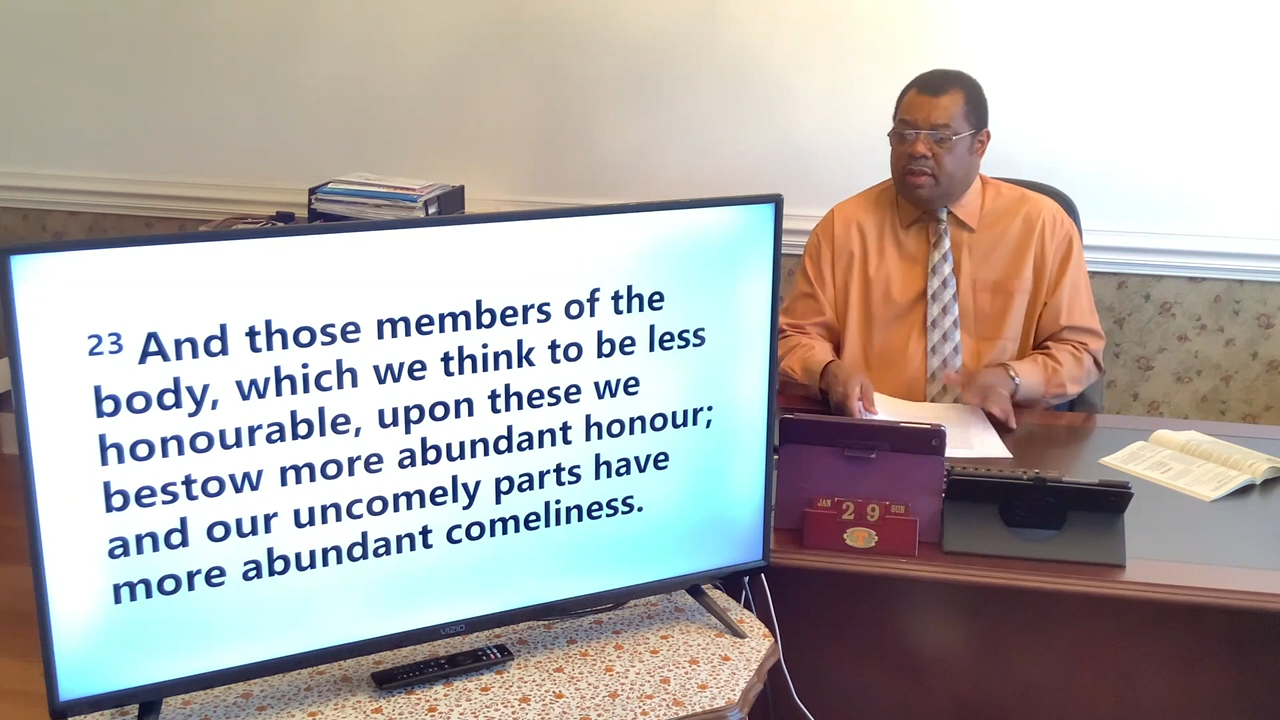 23 And those members of the
body, which we think to be less
honourable, upon these we
bestow more abundant honour;
and our uncomely parts have
more abundant comeliness.
VIZIO
JAN 29 SUN
T